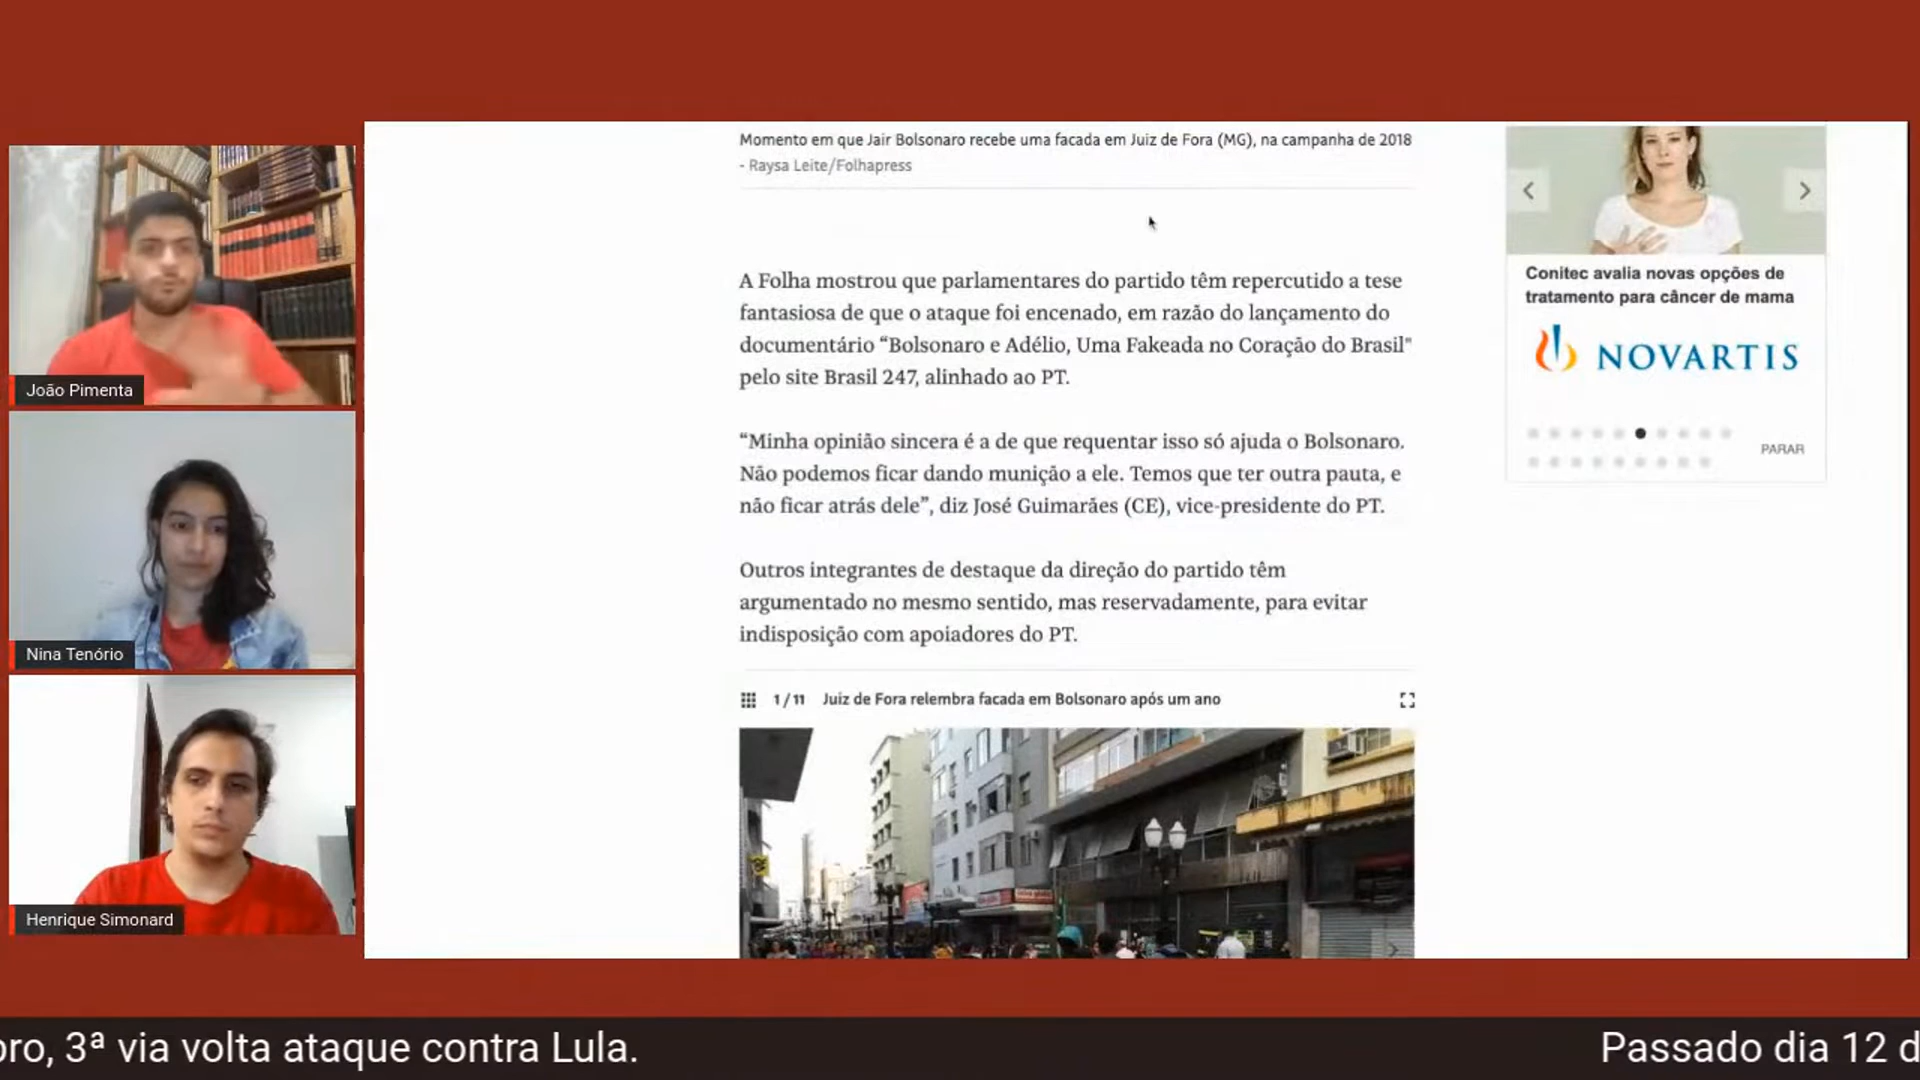 João Pimenta
Nina Tenório
Henrique Simonard
Momento em que Jair Bolsonaro recebe uma facada em Juiz de Fora (MG), na campanha de 2018
- Raysa Leite/Folhapress
A Folha mostrou que parlamentares do partido têm repercutido a tese
fantasiosa de que o ataque foi encenado, em razão do lançamento do
documentário “Bolsonaro e Adélio, Uma Fakeada no Coração do Brasil"
pelo site Brasil 247, alinhado ao PT.
“Minha opinião sincera é a de que requentar isso só ajuda o Bolsonaro.
Não podemos ficar dando munição a ele. Temos que ter outra pauta, e
não ficar atrás dele”, diz José Guimarães (CE), vice-presidente do PT.
Outros integrantes de destaque da direção do partido têm
argumentado no mesmo sentido, mas reservadamente, para evitar
indisposição com apoiadores do PT.
1 / 11 Juiz de Fora relembra facada em Bolsonaro após um ano
Conitec avalia novas opções de
tratamento para câncer de mama
NOVARTIS
PARAR
oro, 3ª via volta ataque contra Lula. Passado dia 12 d